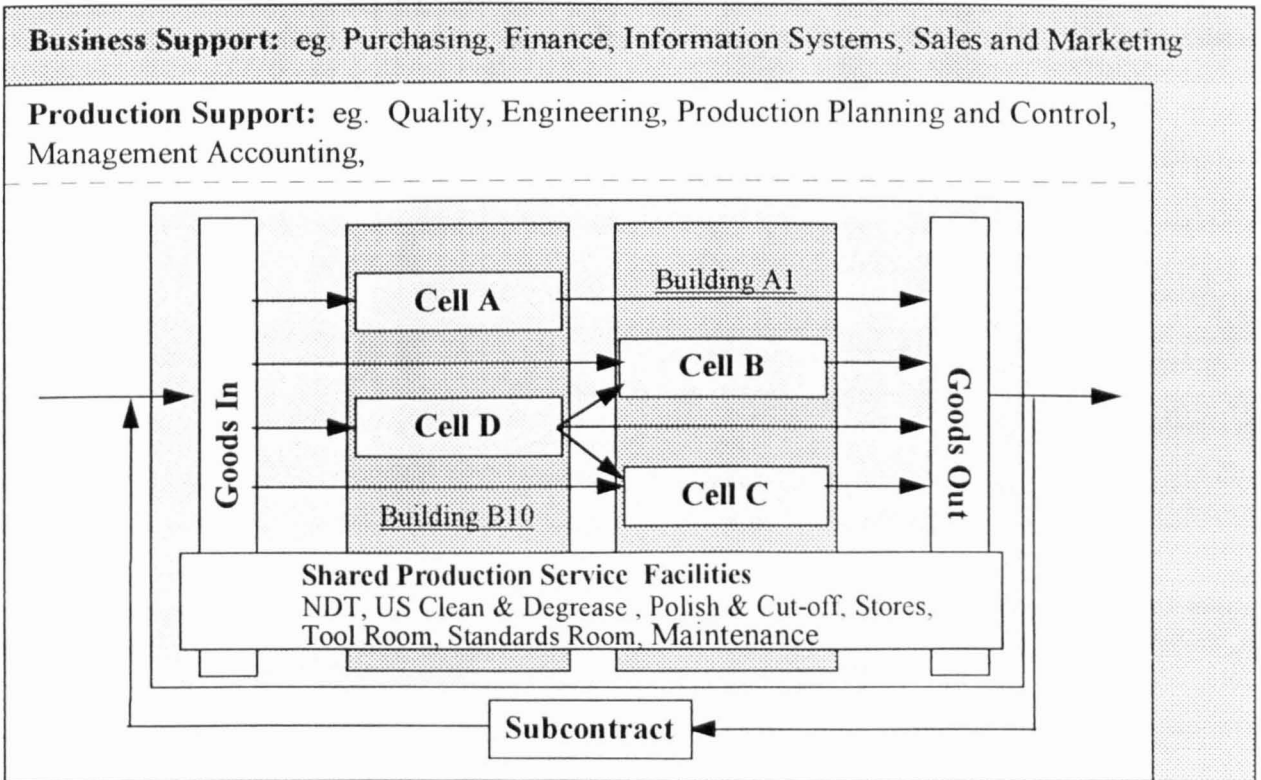 Business Support: eg. Purchasing, Finance, Information Systems, Sales and Marketing
Production Support: eg. Quality, Engineering, Production Planning and Control,
Management Accounting,
Goods In
Cell A
Building A1
Cell B
Cell D
Cell C
Building B10
Goods Out
Shared Production Service Facilities
NDT, US Clean & Degrease , Polish & Cut-off, Stores,
Tool Room, Standards Room, Maintenance
Subcontract